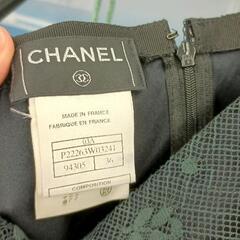 CHANEL
MADE IN FRANCE
FABRIQUE EN FRANCE
03A
P22263W03241
94305 36
COMPOSITION